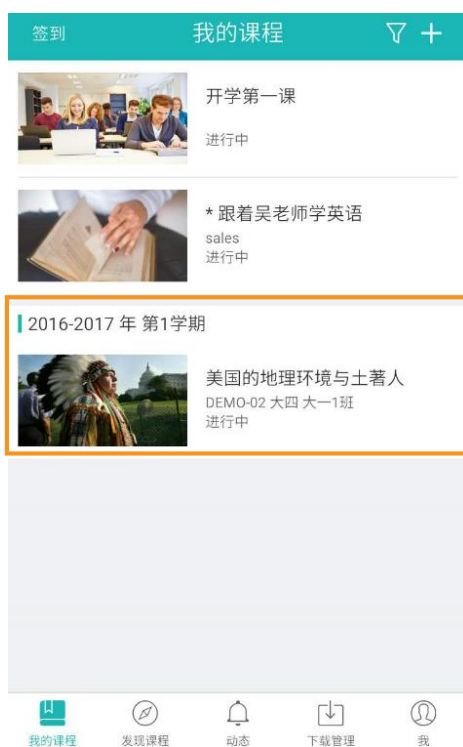 签到
我的课程
开学第一课
进行中
* 跟着吴老师学英语
sales
进行中
2016-2017 年 第1学期
美国的地理环境与土著人
DEMO-02 大四 大一1班
进行中
我的课程
发现课程
动态
下载管理
我